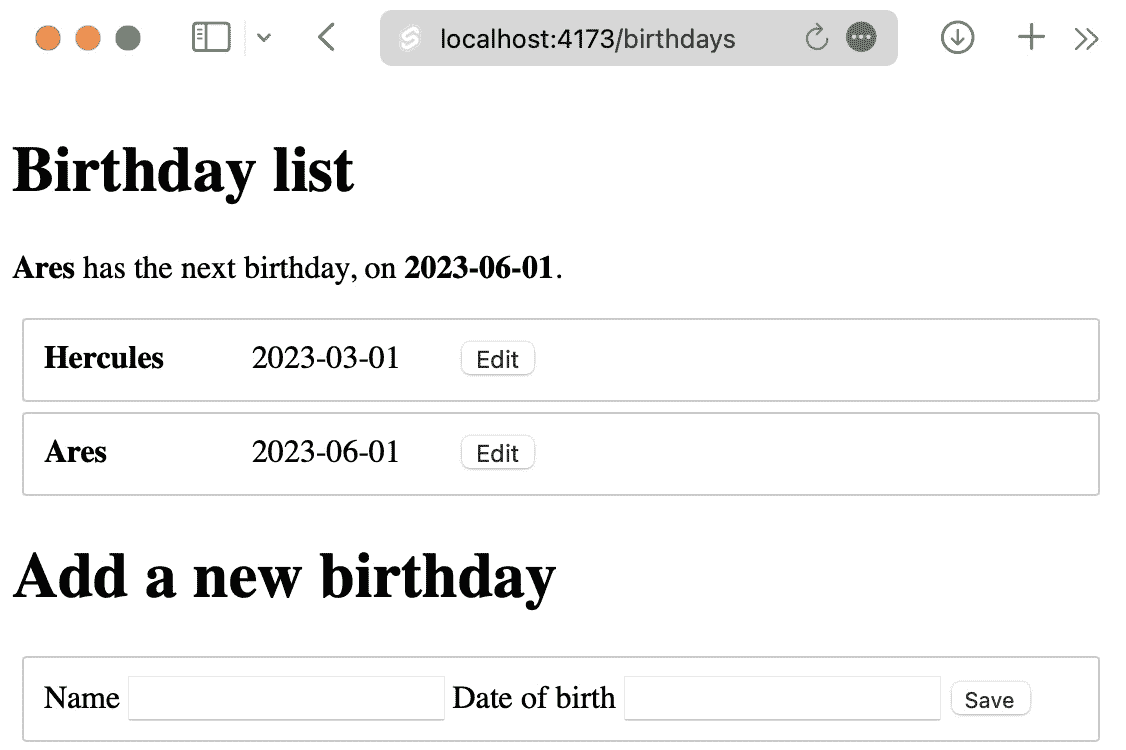 localhost:4173/birthdays
Birthday list
Ares has the next birthday, on 2023-06-01.
Hercules 2023-03-01 Edit
Ares 2023-06-01 Edit
Add a new birthday
Name Date of birth Save